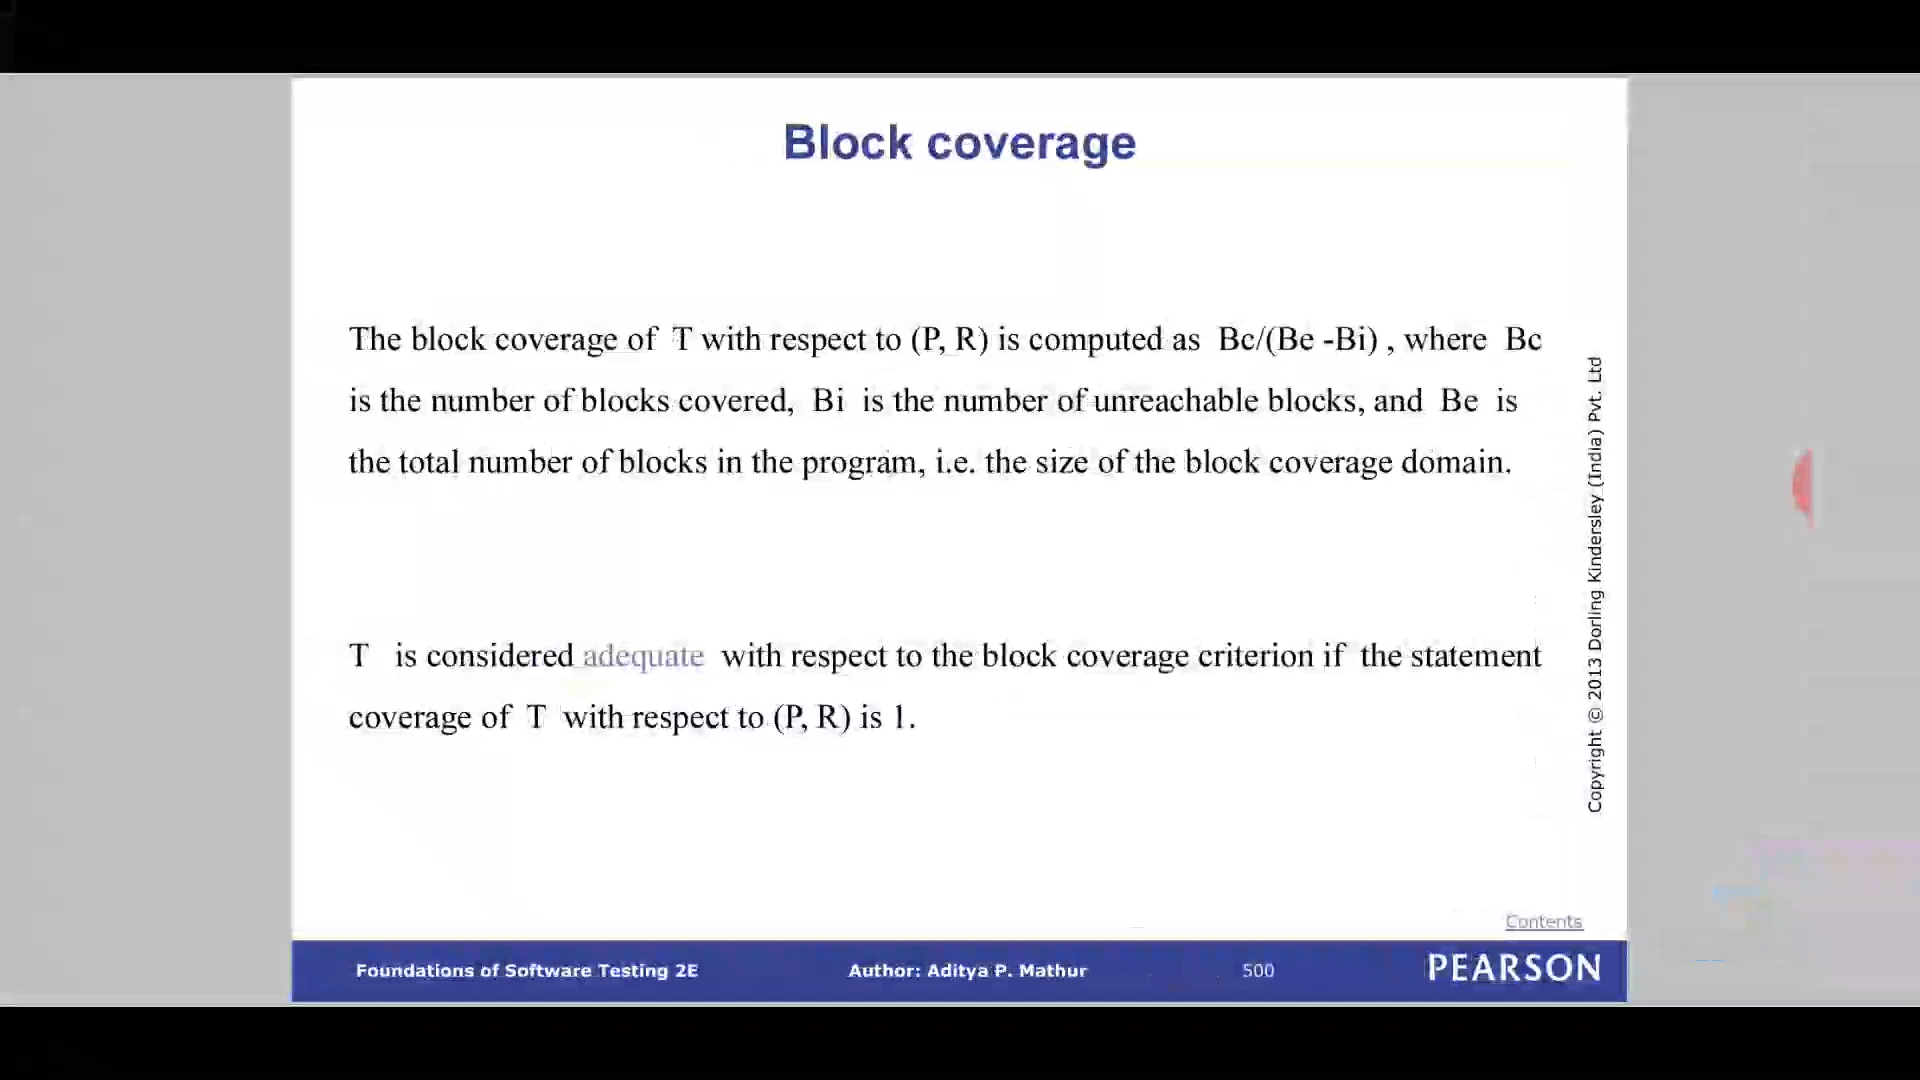 Block coverage
The block coverage of T with respect to (P, R) is computed as Bc/(Be -Bi) , where Bc
is the number of blocks covered, Bi is the number of unreachable blocks, and Be is
the total number of blocks in the program, i.e. the size of the block coverage domain.
T is considered adequate with respect to the block coverage criterion if the statement
coverage of T with respect to (P, R) is 1.
Copyright © 2013 Dorling Kindersley (India) Pvt. Ltd
Contents
Foundations of Software Testing 2E Author: Aditya P. Mathur 500 PEARSON